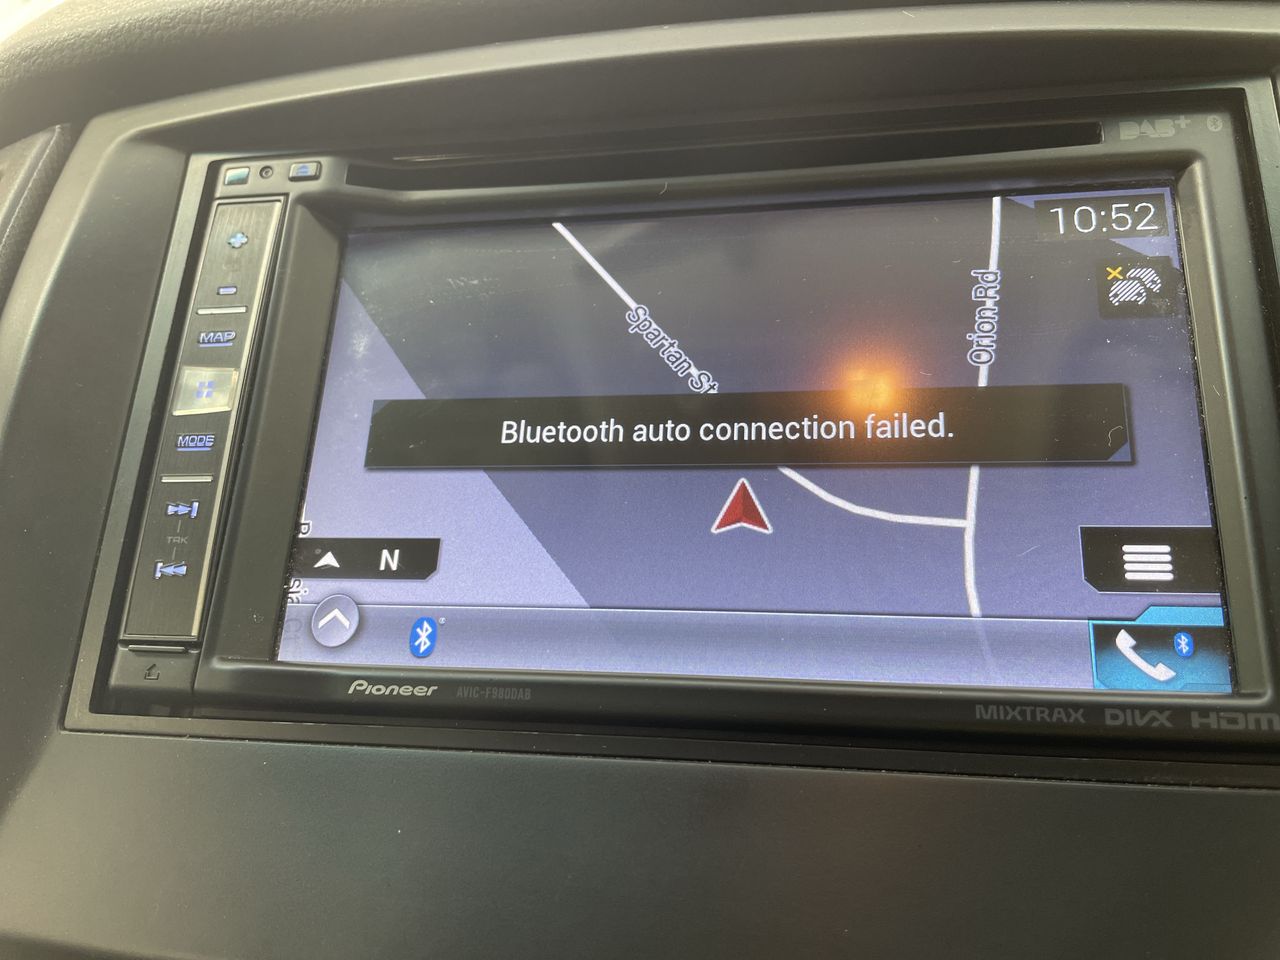 DAB+
10:52
Spartan St
Orion Rd
MAP
MODE
TRK
Bluetooth auto connection failed.
N
Pioneer
AVIC-F980DAB
MIXTRAX
DIVX
HDMI